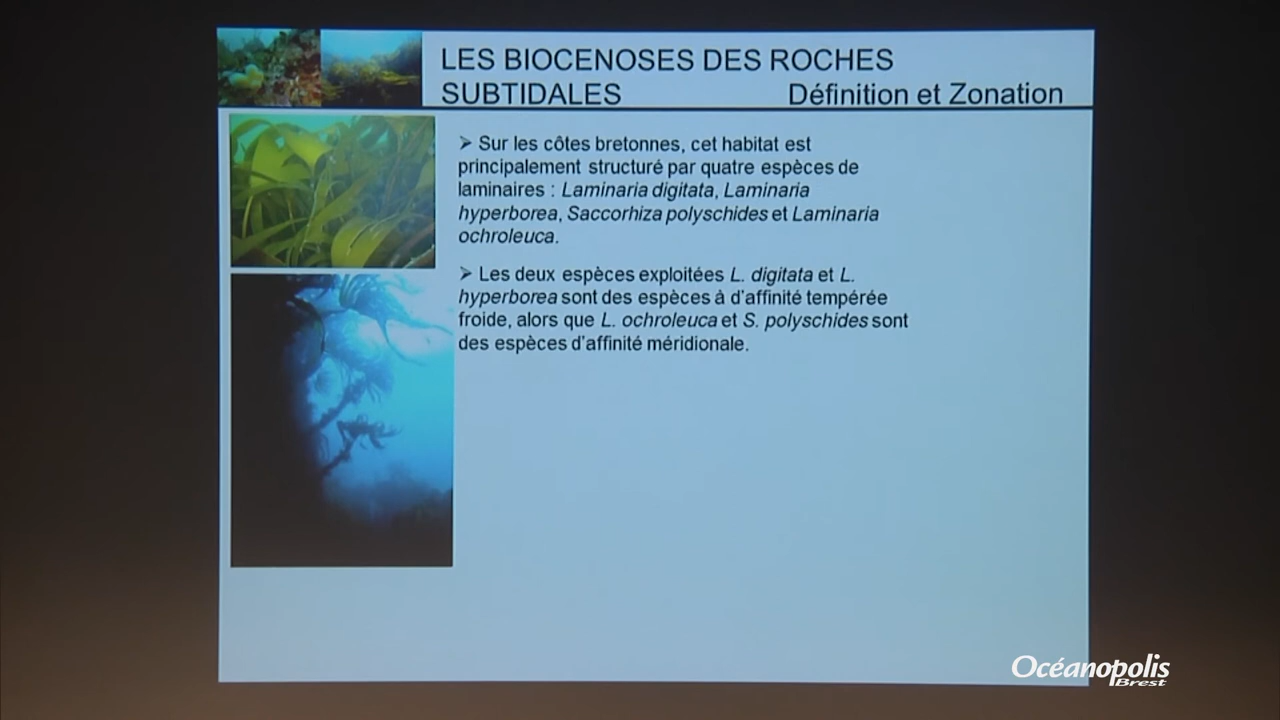 LES BIOCENOSES DES ROCHES
SUBTIDALES Définition et Zonation
➢ Sur les côtes bretonnes, cet habitat est
principalement structuré par quatre espèces de
laminaires : Laminaria digitata, Laminaria
hyperborea, Saccorhiza polyschides et Laminaria
ochroleuca.
➢ Les deux espèces exploitées L. digitata et L.
hyperborea sont des espèces à d'affinité tempérée
froide, alors que L. ochroleuca et S. polyschides sont
des espèces d'affinité méridionale.
Océanopolis
Brest